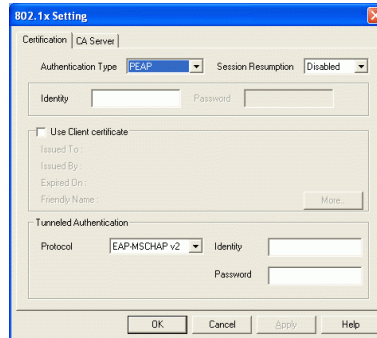 802.1x Setting
Certification CA Server
Authentication Type PEAP Session Resumption Disabled
Identity Password
Use Client certificate
Issued To :
Issued By :
Expired On :
Friendly Name : More...
Tunneled Authentication
Protocol EAP-MSCHAP v2 Identity
Password
OK Cancel Apply Help